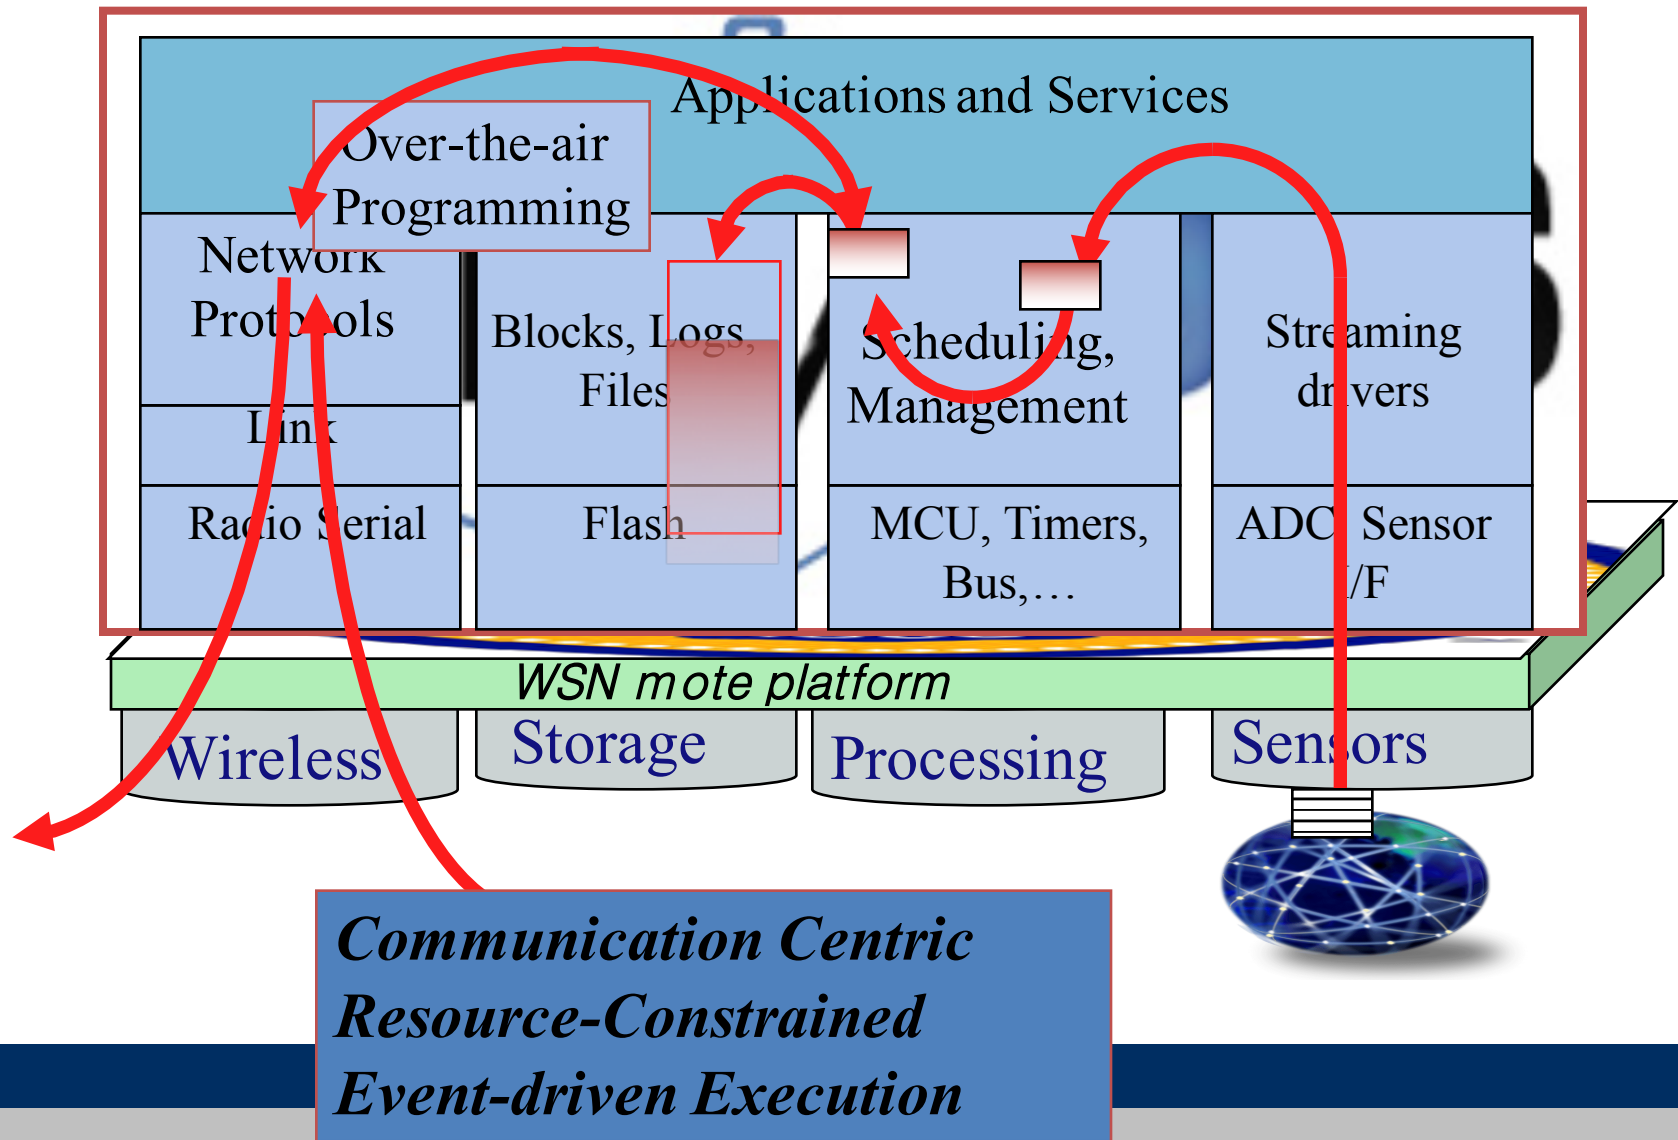 Applications and Services
Over-the-air
Programming
Network
Protocols
Link
Radio Serial
Blocks, Logs,
Files
Flash
Scheduling,
Management
MCU, Timers,
Bus,…
Streaming
drivers
ADC, Sensor
I/F
WSN mote platform
Wireless
Storage
Processing
Sensors
Communication Centric
Resource-Constrained
Event-driven Execution